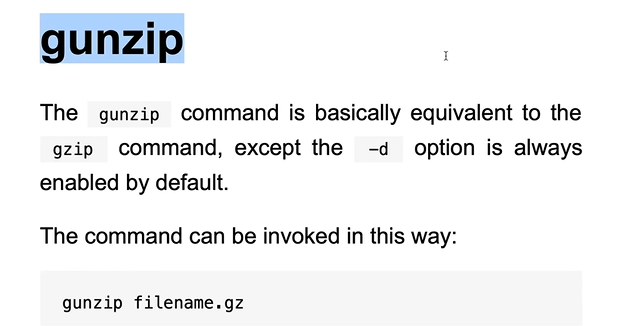 gunzip
The gunzip command is basically equivalent to the
gzip command, except the -d option is always
enabled by default.
The command can be invoked in this way:
gunzip filename.gz